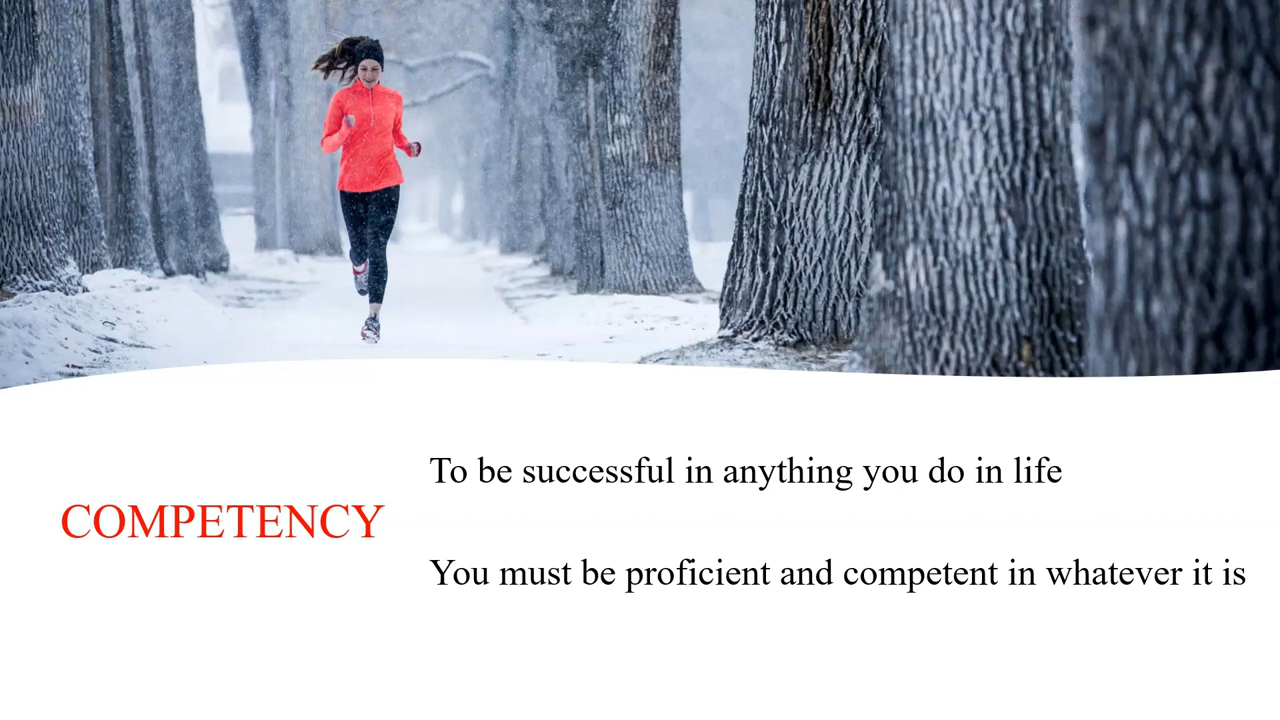 COMPETENCY
To be successful in anything you do in life
You must be proficient and competent in whatever it is